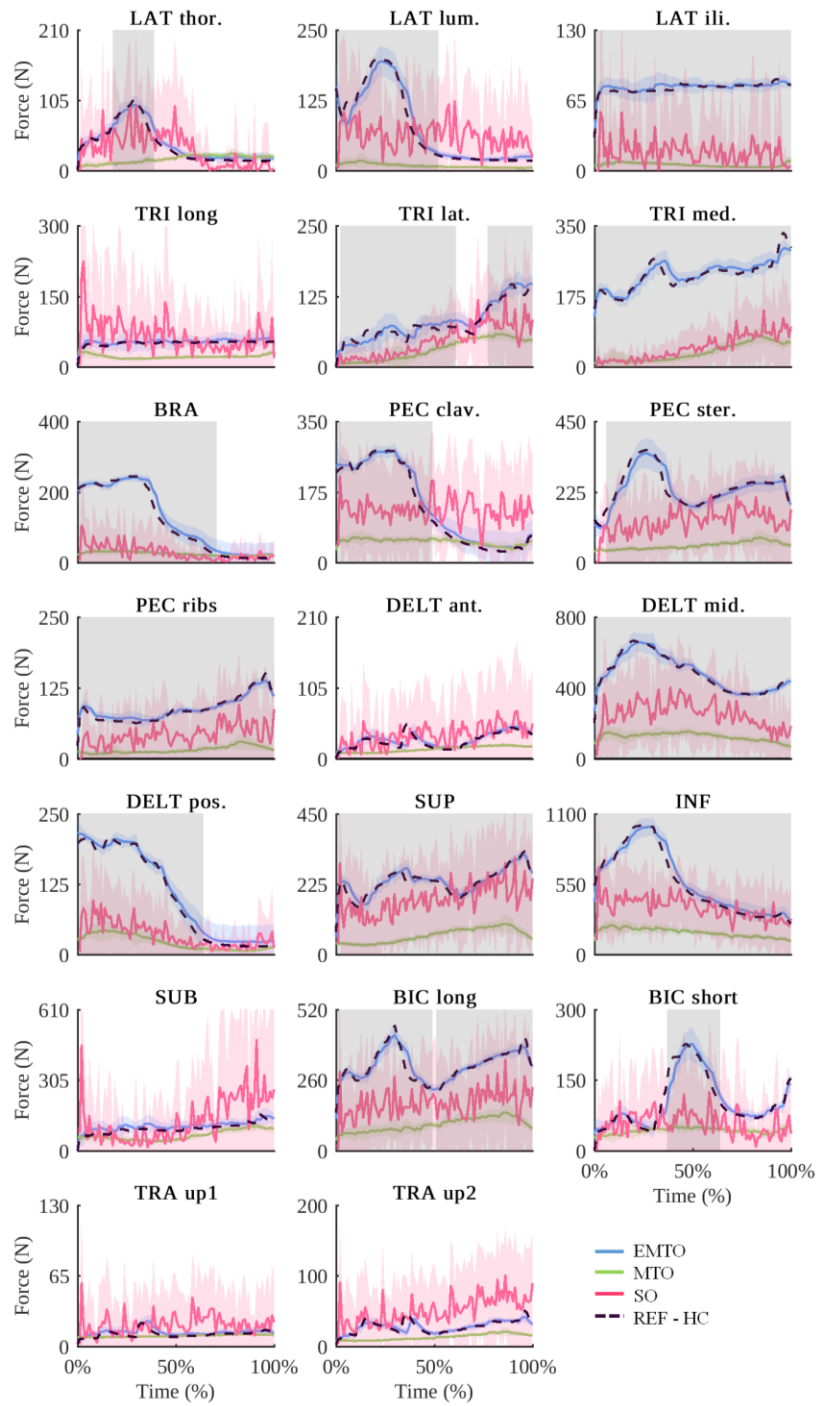 LAT thor. LAT lum. LAT ili.
Force (N) 210 105 0 250 125 0 130 65 0
TRI long TRI lat. TRI med.
Force (N) 300 150 0 250 125 0 350 175 0
BRA PEC clav. PEC ster.
Force (N) 400 200 0 350 175 0 450 225 0
PEC ribs DELT ant. DELT mid.
Force (N) 250 125 0 210 105 0 800 400 0
DELT pos. SUP INF
Force (N) 250 125 0 450 225 0 1100 550 0
SUB BIC long BIC short
Force (N) 610 305 0 520 260 0 300 150 0
0% 50% 100%
Time (%)
TRA up1 TRA up2
Force (N) 130 65 0 200 100 0
0% 50% 100% 0% 50% 100%
Time (%) Time (%)
EMTO
MTO
SO
REF - HC